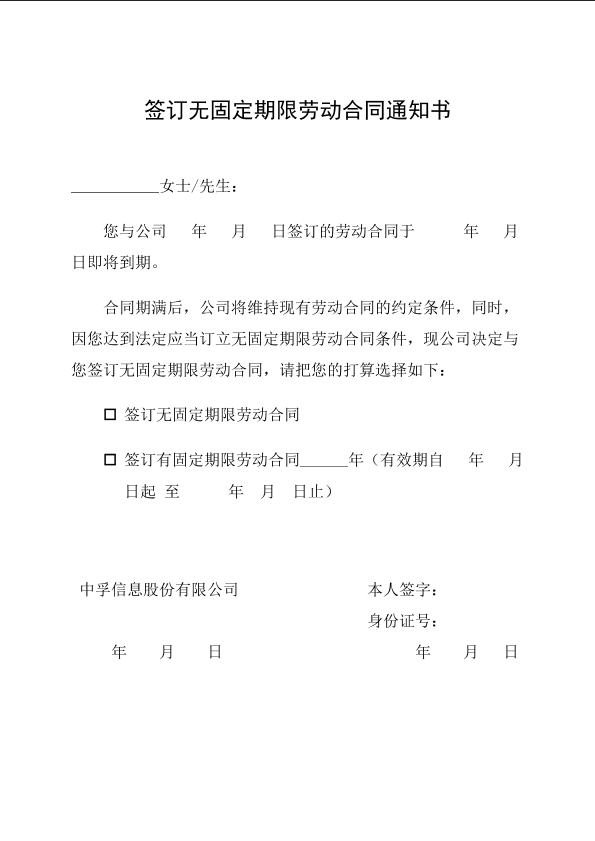 签订无固定期限劳动合同通知书
___________女士/先生：
您与公司 年 月 日签订的劳动合同于 年 月
日即将到期。
合同期满后，公司将维持现有劳动合同的约定条件，同时，
因您达到法定应当订立无固定期限劳动合同条件，现公司决定与
您签订无固定期限劳动合同，请把您的打算选择如下：
□ 签订无固定期限劳动合同
□ 签订有固定期限劳动合同______年（有效期自 年 月
日起 至 年 月 日止）
中孚信息股份有限公司 本人签字：
身份证号：
年 月 日 年 月 日